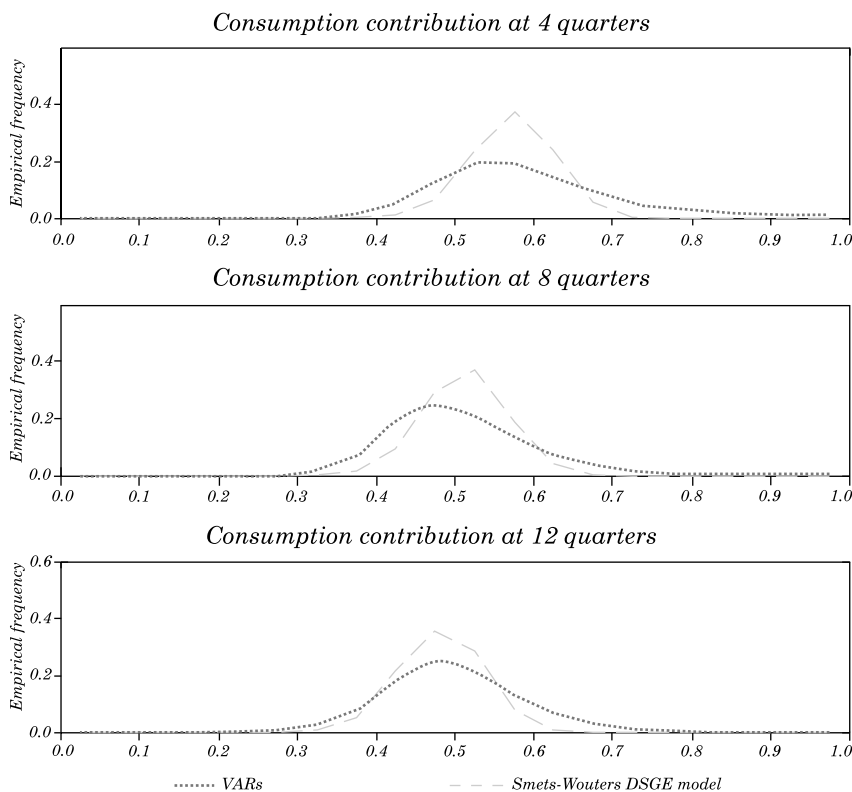 Consumption contribution at 4 quarters
Empirical frequency
0.4
0.2
0.0
0.0 0.1 0.2 0.3 0.4 0.5 0.6 0.7 0.8 0.9 1.0
Consumption contribution at 8 quarters
Empirical frequency
0.4
0.2
0.0
0.0 0.1 0.2 0.3 0.4 0.5 0.6 0.7 0.8 0.9 1.0
Consumption contribution at 12 quarters
Empirical frequency
0.6
0.4
0.2
0.0
0.0 0.1 0.2 0.3 0.4 0.5 0.6 0.7 0.8 0.9 1.0
VARs Smets-Wouters DSGE model